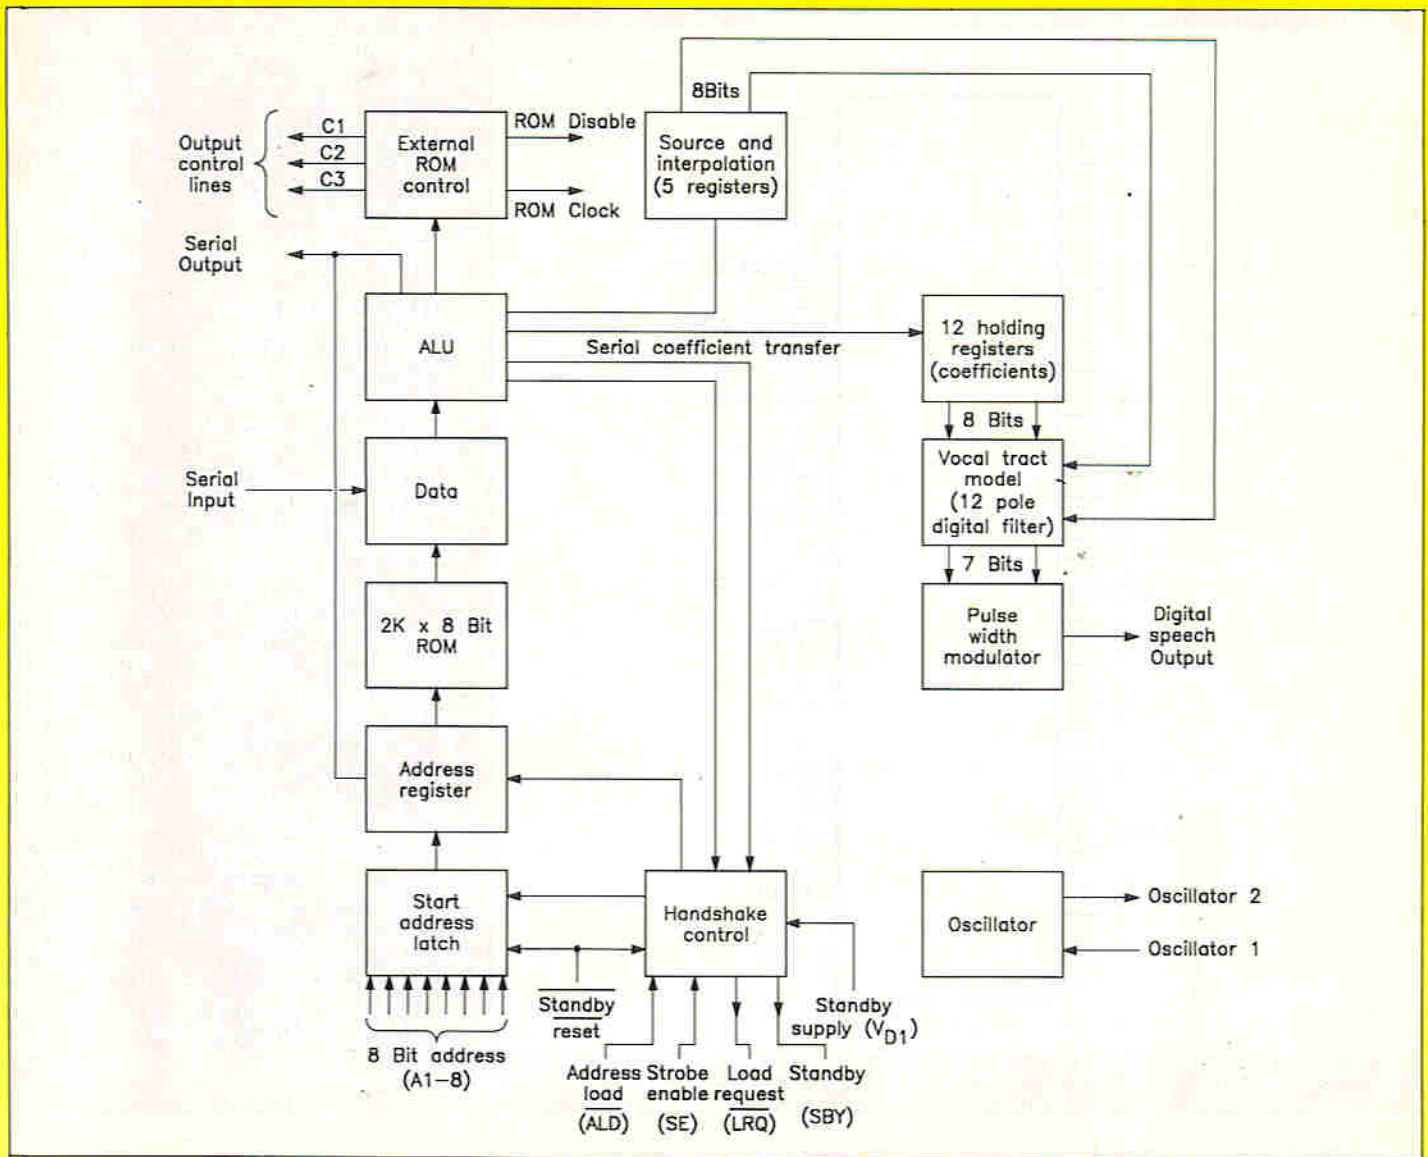 8Bits
Output
control
lines
C1
C2
C3
External
ROM
control
ROM Disable
ROM Clock
Source and
interpolation
(5 registers)
Serial
Output
ALU
Serial coefficient transfer
12 holding
registers
(coefficients)
8 Bits
Serial
Input
Data
Vocal tract
model
(12 pole
digital filter)
7 Bits
2K x 8 Bit
ROM
Pulse
width
modulator
Digital
speech
Output
Address
register
Start
address
latch
Handshake
control
Oscillator
Oscillator 2
Oscillator 1
8 Bit address
(A1-8)
Standby
reset
Standby
supply (VD1)
Address
load
(ALD)
Strobe
enable
(SE)
Load
request
(LRQ)
Standby
(SBY)